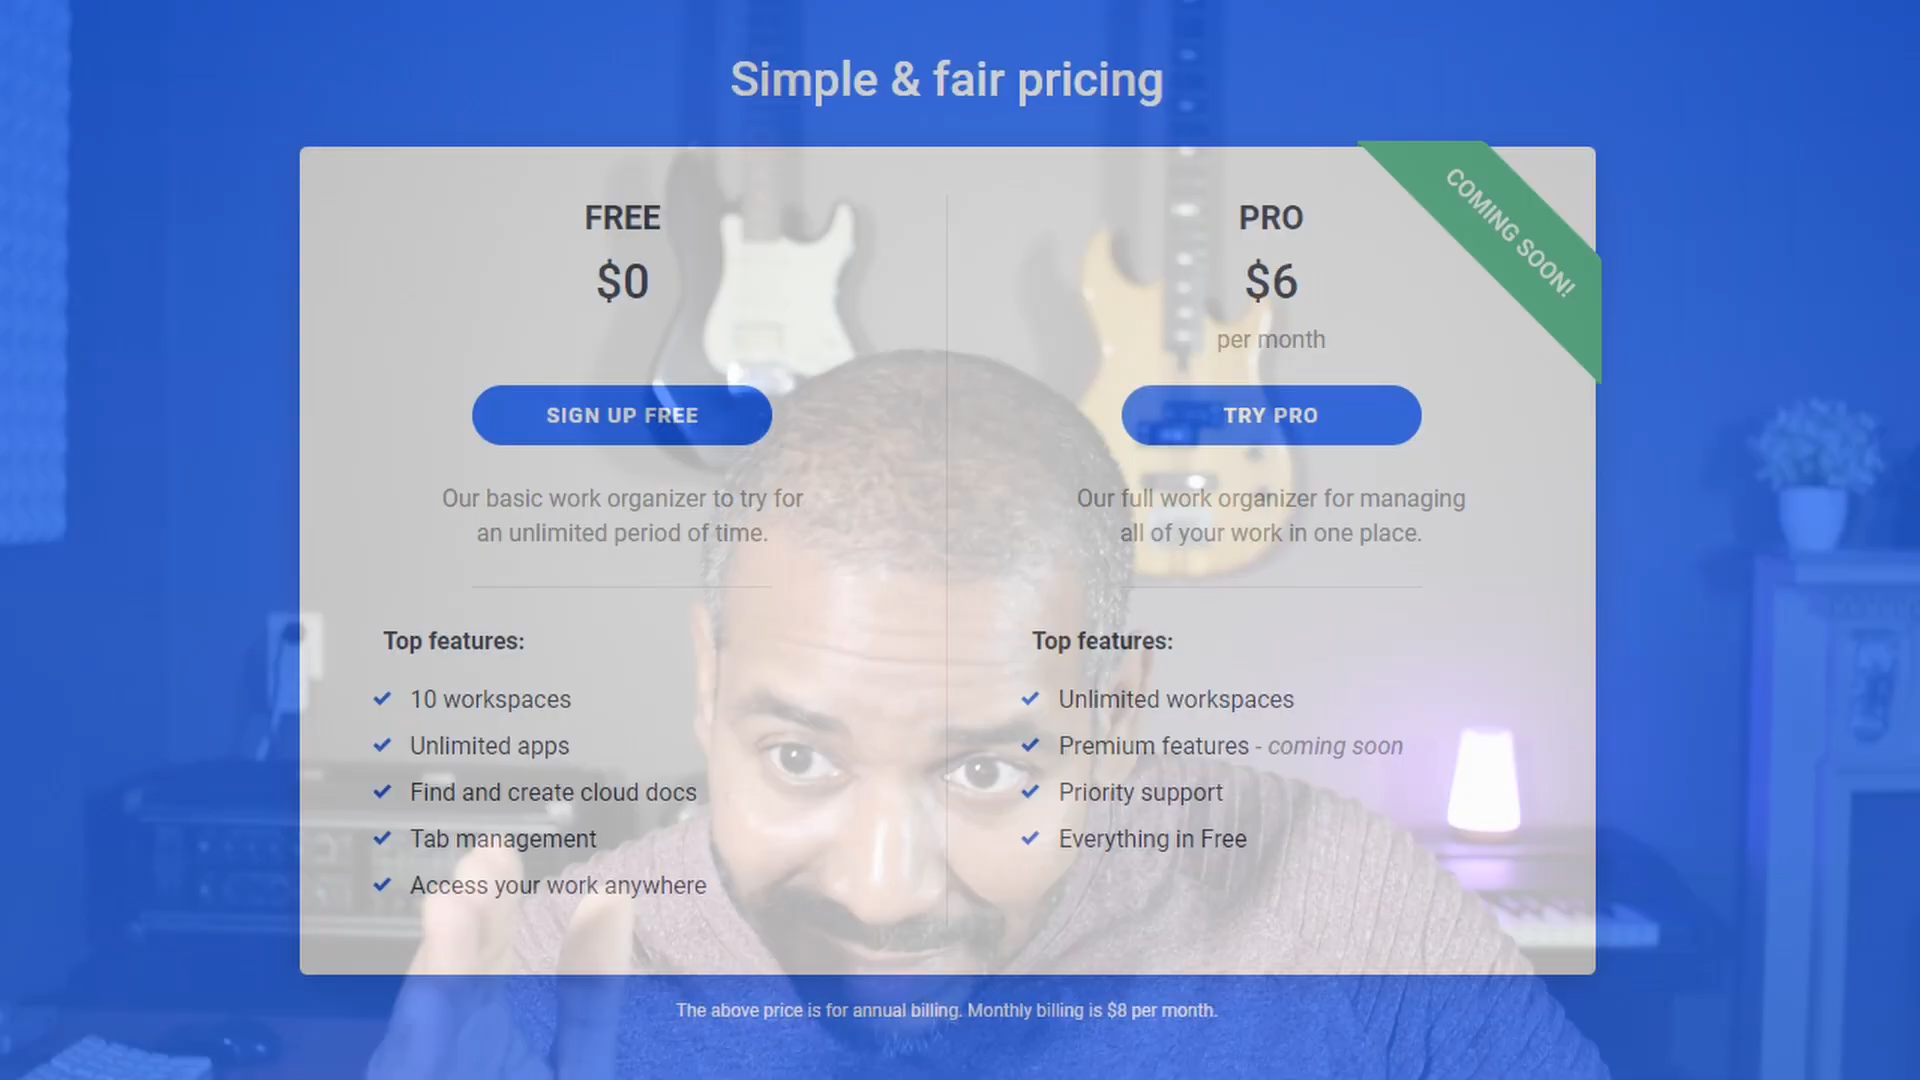 Simple & fair pricing
COMING SOON!
FREE
$0
SIGN UP FREE
Our basic work organizer to try for
an unlimited period of time.
Top features:
10 workspaces
Unlimited apps
Find and create cloud docs
Tab management
Access your work anywhere
PRO
$6
per month
TRY PRO
Our full work organizer for managing
all of your work in one place.
Top features:
Unlimited workspaces
Premium features - coming soon
Priority support
Everything in Free
The above price is for annual billing. Monthly billing is $8 per month.